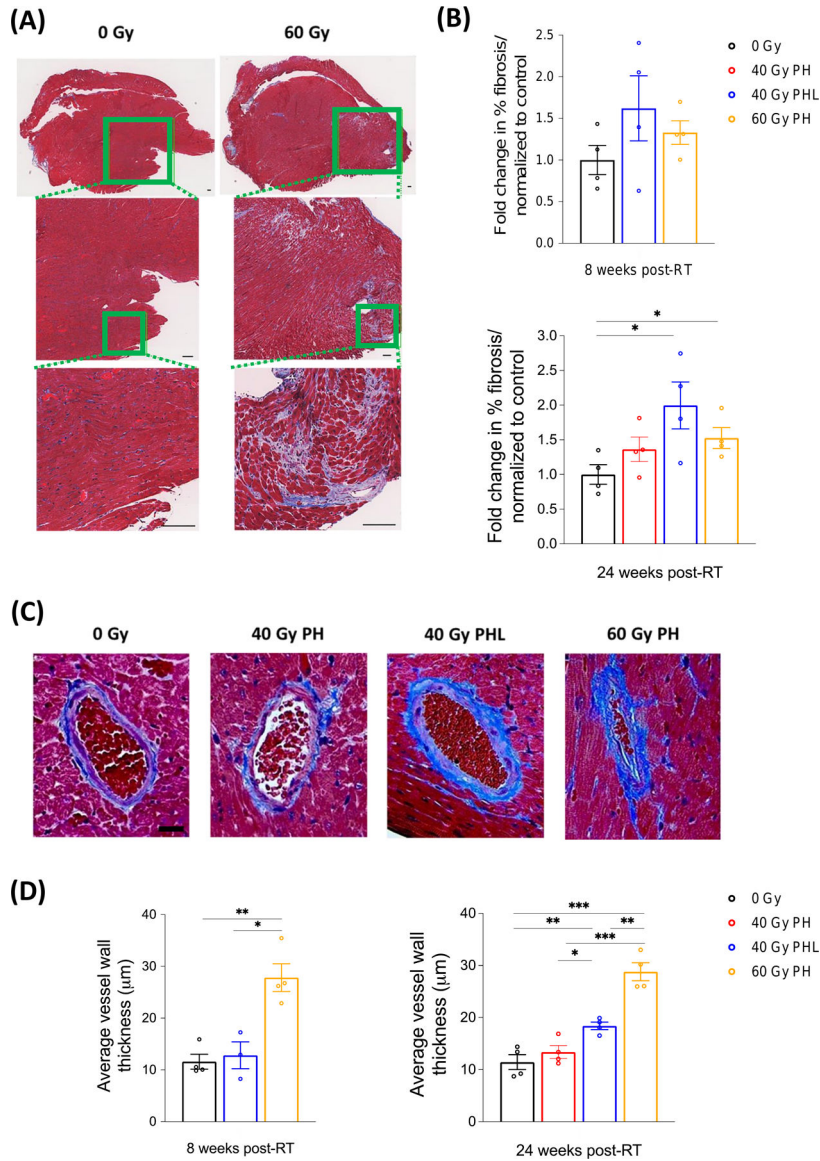 (A)
0 Gy
60 Gy
(B)
Fold change in % fibrosis/
normalized to control
2.5
2.0
1.5
1.0
0.5
0.0
8 weeks post-RT
0 Gy
40 Gy PH
40 Gy PHL
60 Gy PH
Fold change in % fibrosis/
normalized to control
3.0
2.5
2.0
1.5
1.0
0.5
0.0
*
*
24 weeks post-RT
(C)
0 Gy
40 Gy PH
40 Gy PHL
60 Gy PH
(D)
Average vessel wall
thickness (μm)
40
30
20
10
0
**
*
8 weeks post-RT
Average vessel wall
thickness (μm)
40
30
20
10
0
***
**
**
***
*
24 weeks post-RT
0 Gy
40 Gy PH
40 Gy PHL
60 Gy PH